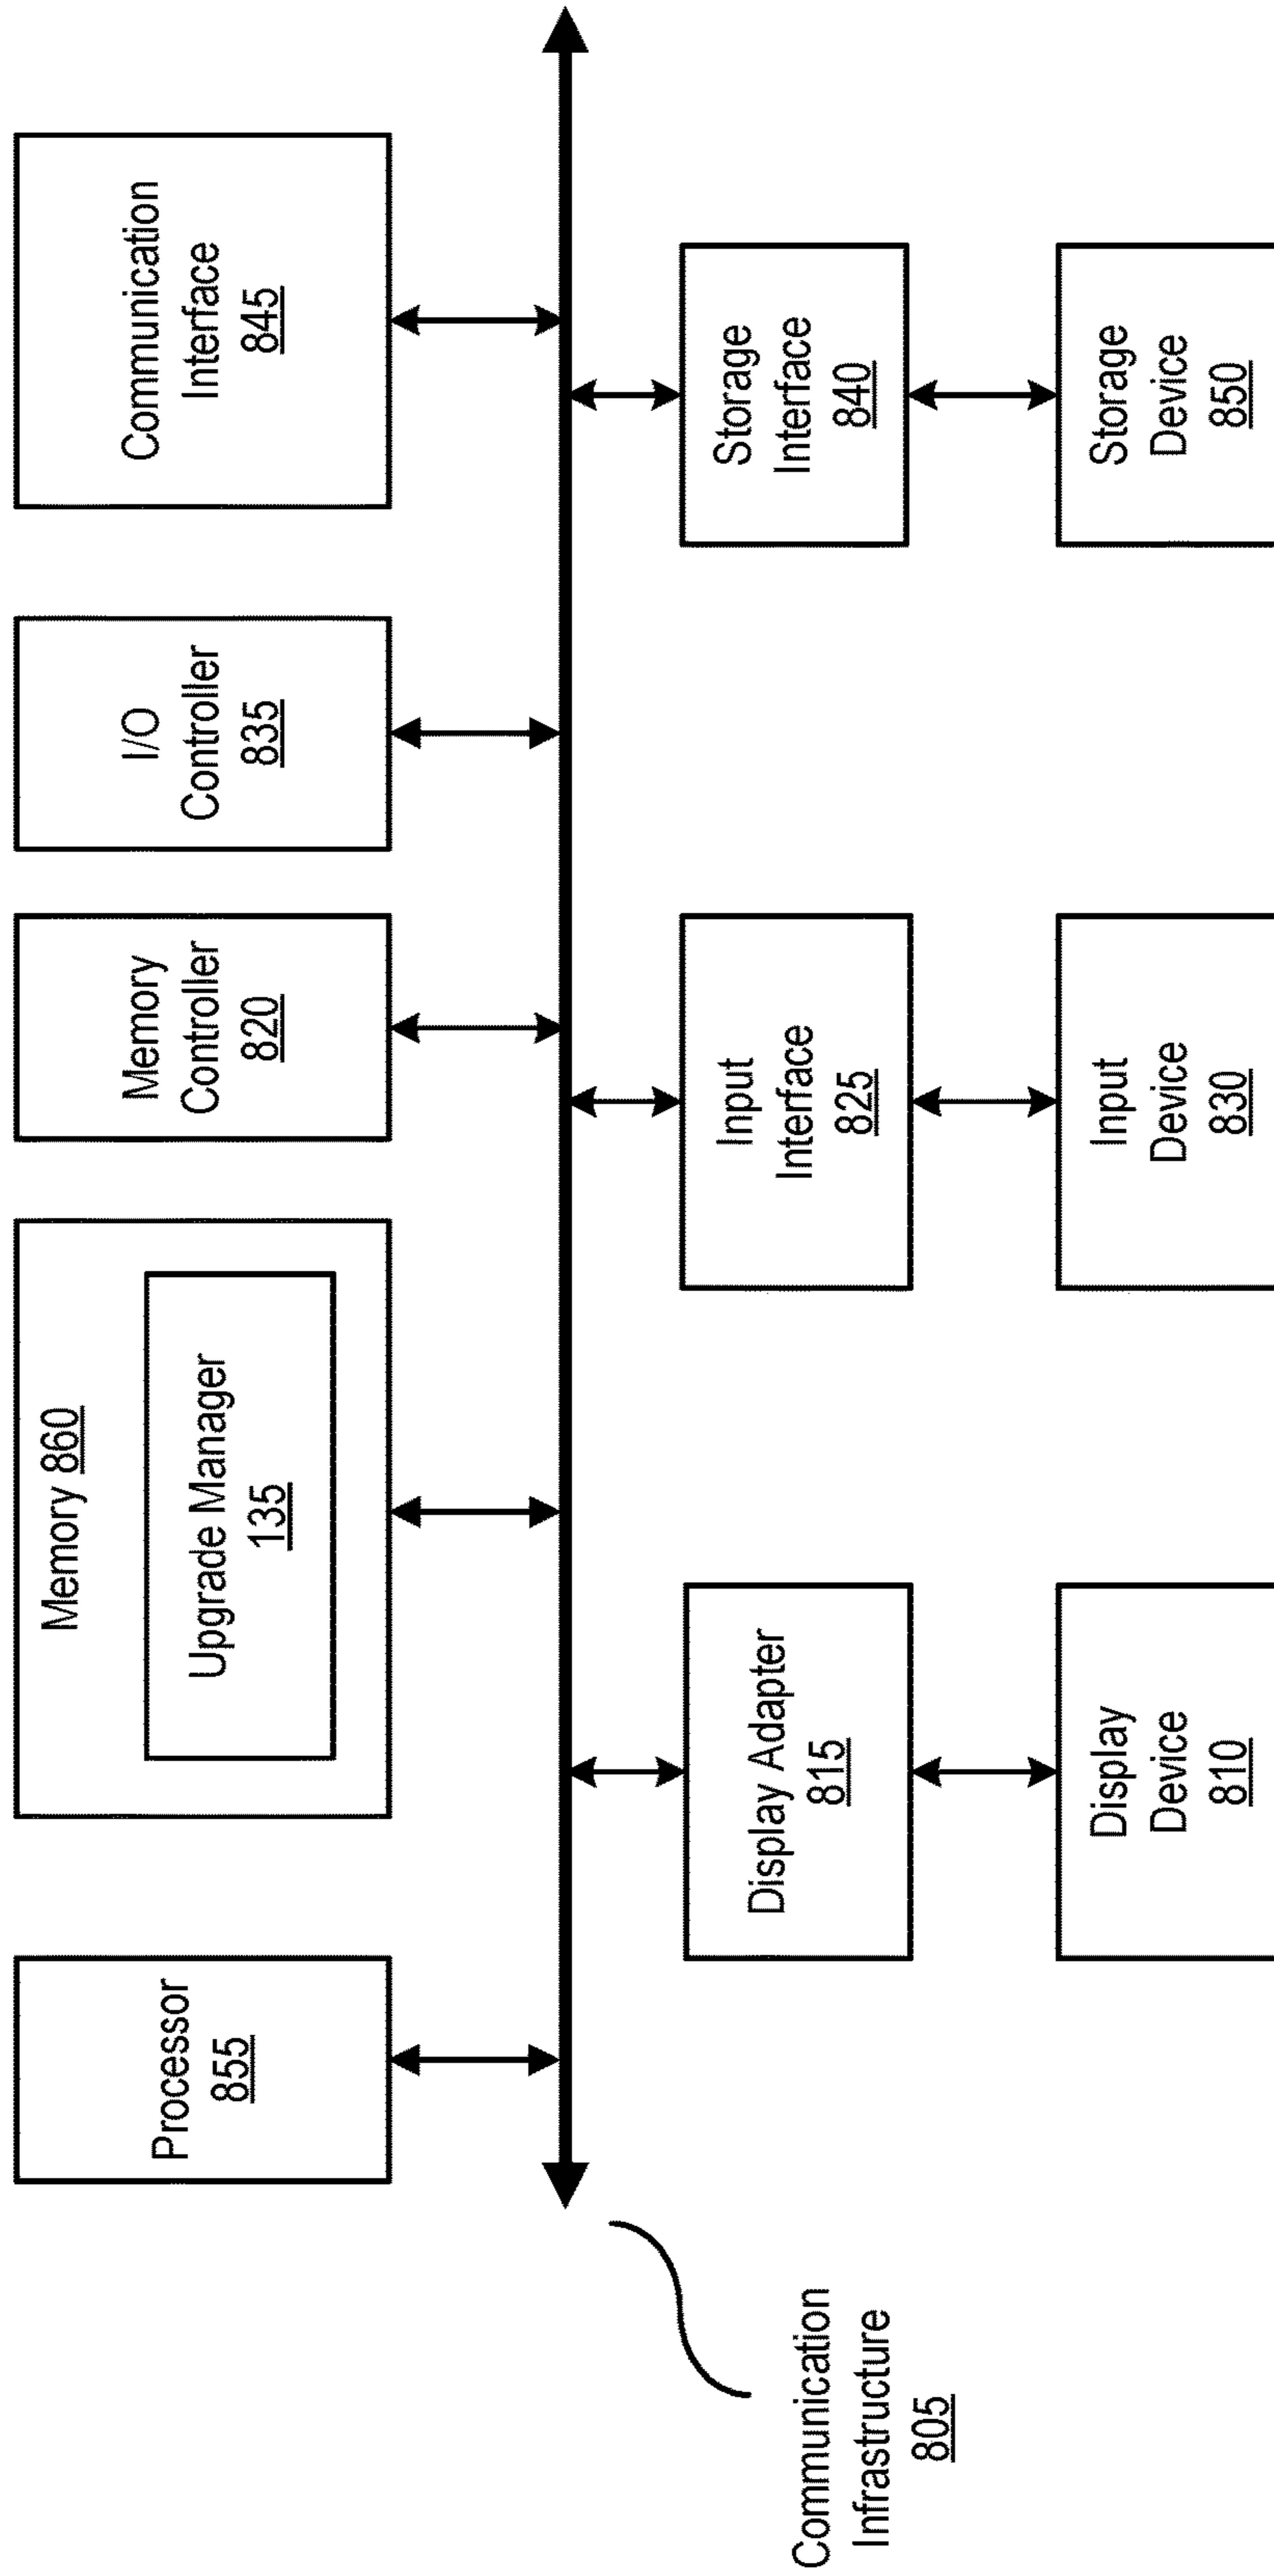 Processor
855
Memory 860
Upgrade Manager
135
Memory
Controller
820
I/O
Controller
835
Communication
Interface
845
Communication
Infrastructure
805
Display Adapter
815
Input
Interface
825
Storage
Interface
840
Display
Device
810
Input
Device
830
Storage
Device
850